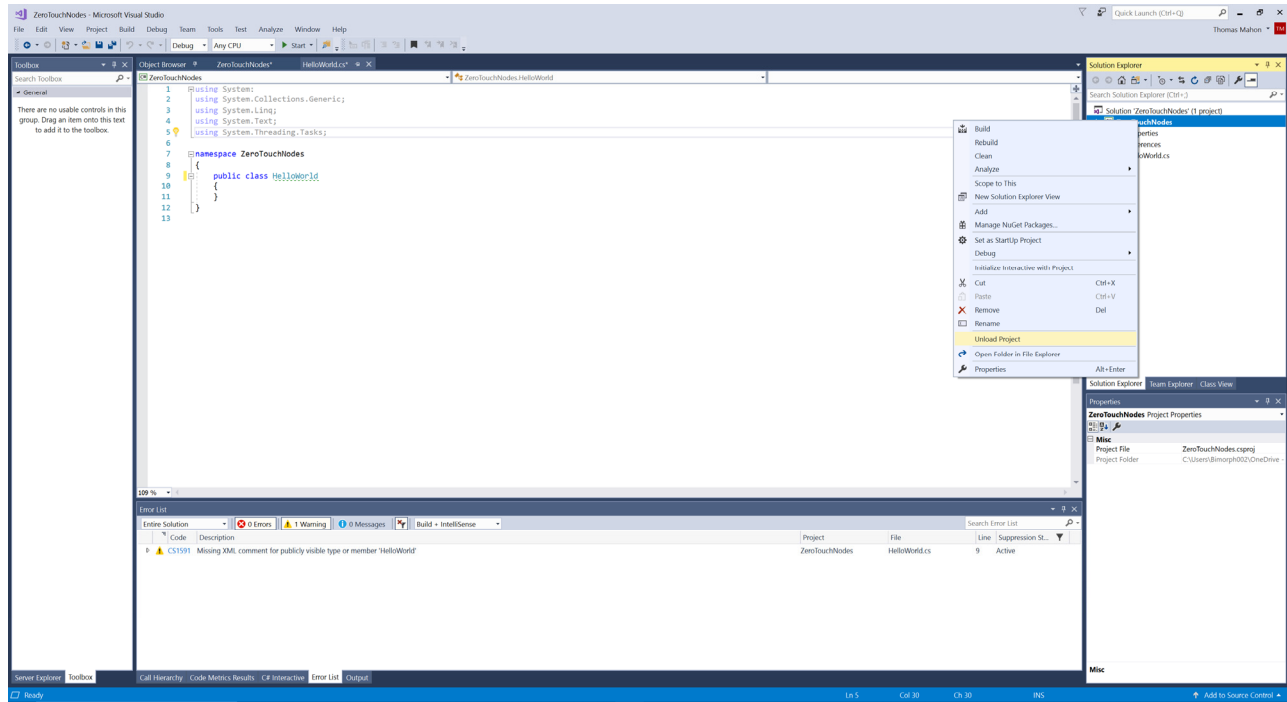 ZeroTouchNodes - Microsoft Visual Studio
Quick Launch (Ctrl+Q)
File Edit View Project Build Debug Team Tools Test Analyze Window Help
Thomas Mahon
TM
Debug Any CPU Start
Toolbox
Search Toolbox
General
There are no usable controls in this
group. Drag an item onto this text
to add it to the toolbox.
Object Browser ZeroTouchNodes* HelloWorld.cs*
ZeroTouchNodes ZeroTouchNodes.HelloWorld
1 using System;
2 using System.Collections.Generic;
3 using System.Linq;
4 using System.Text;
5 using System.Threading.Tasks;
6
7 namespace ZeroTouchNodes
8 {
9 public class HelloWorld
10 {
11 }
12 }
13
109 %
Build
Rebuild
Clean
Analyze
Scope to This
New Solution Explorer View
Add
Manage NuGet Packages...
Set as StartUp Project
Debug
Initialize Interactive with Project
Cut Ctrl+X
Paste Ctrl+V
Remove Del
Rename
Unload Project
Open Folder in File Explorer
Properties Alt+Enter
Solution Explorer
Search Solution Explorer (Ctrl+;)
Solution 'ZeroTouchNodes' (1 project)
ouchNodes
perties
erences
loWorld.cs
Solution Explorer Team Explorer Class View
Properties
ZeroTouchNodes Project Properties
Misc
Project File ZeroTouchNodes.csproj
Project Folder C:\Users\Bimorph002\OneDrive -
Misc
Error List
Entire Solution 0 Errors 1 Warning 0 Messages Build + IntelliSense
Search Error List
Code Description Project File Line Suppression St...
CS1591 Missing XML comment for publicly visible type or member 'HelloWorld' ZeroTouchNodes HelloWorld.cs 9 Active
Server Explorer Toolbox
Call Hierarchy Code Metrics Results C# Interactive Error List Output
Ready Ln 5 Col 30 Ch 30 INS Add to Source Control